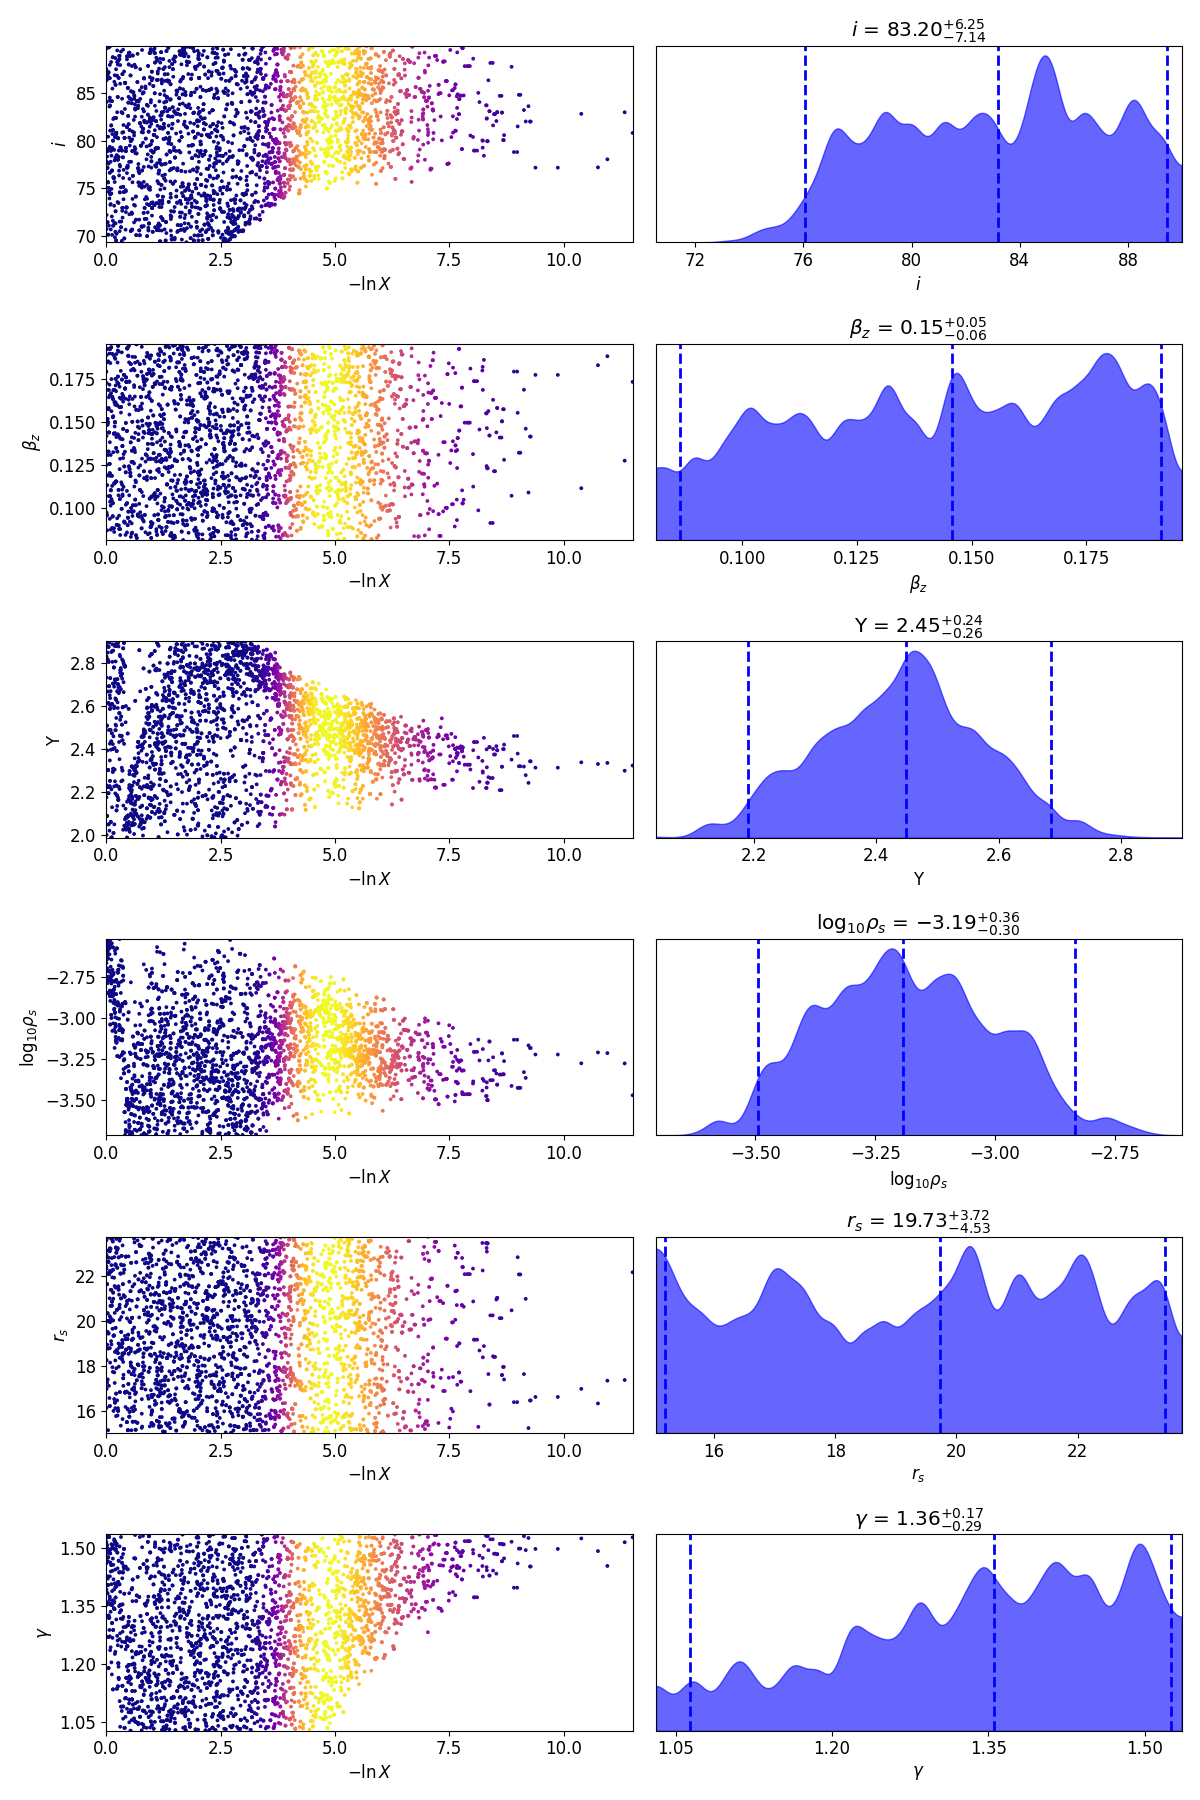 i = 83.20 +6.25 −7.14
85
80
75
70
i
0.0 2.5 5.0 7.5 10.0
−ln X
72 76 80 84 88
i
β_z = 0.15 +0.05 −0.06
0.175
0.150
0.125
0.100
β_z
0.0 2.5 5.0 7.5 10.0
−ln X
0.100 0.125 0.150 0.175
β_z
Y = 2.45 +0.24 −0.26
2.8
2.6
2.4
2.2
2.0
Y
0.0 2.5 5.0 7.5 10.0
−ln X
2.2 2.4 2.6 2.8
Y
log₁₀ρ_s = −3.19 +0.36 −0.30
−2.75
−3.00
−3.25
−3.50
log₁₀ρ_s
0.0 2.5 5.0 7.5 10.0
−ln X
−3.50 −3.25 −3.00 −2.75
log₁₀ρ_s
r_s = 19.73 +3.72 −4.53
22
20
18
16
r_s
0.0 2.5 5.0 7.5 10.0
−ln X
16 18 20 22
r_s
γ = 1.36 +0.17 −0.29
1.50
1.35
1.20
1.05
γ
0.0 2.5 5.0 7.5 10.0
−ln X
1.05 1.20 1.35 1.50
γ